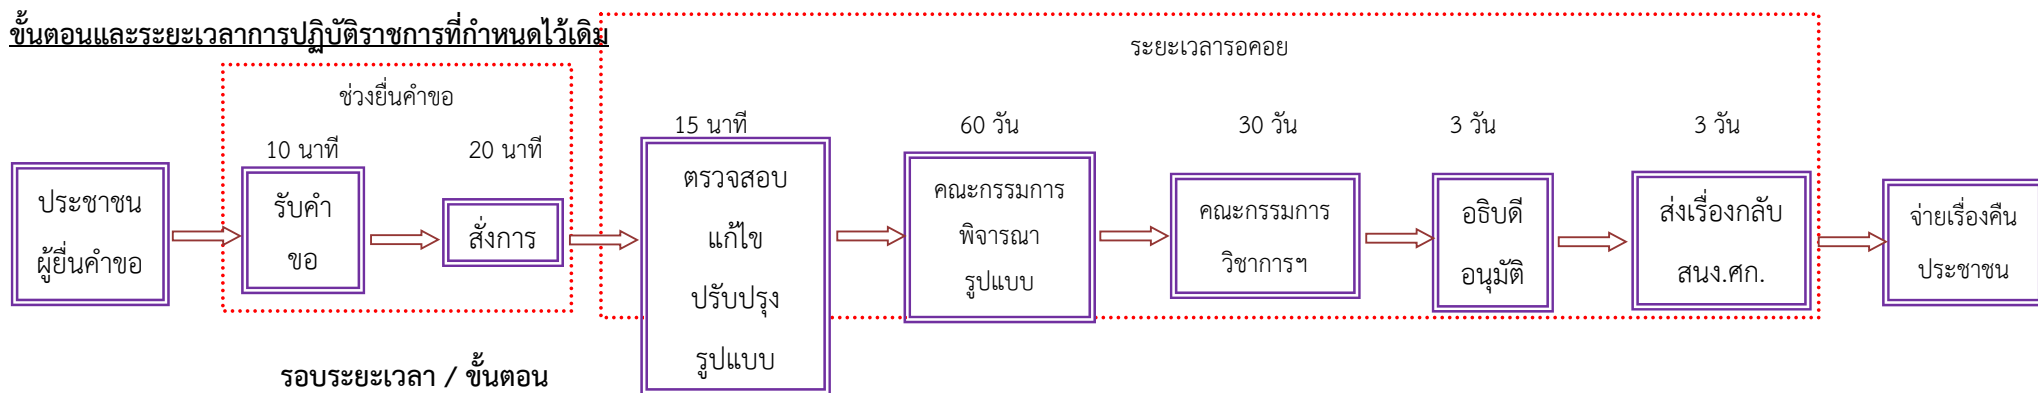 ขั้นตอนและระยะเวลาการปฏิบัติราชการที่กำหนดไว้เดิม
ระยะเวลารอคอย
ช่วงยื่นคำขอ
10 นาที
20 นาที
15 นาที
60 วัน
30 วัน
3 วัน
3 วัน
ประชาชน
ผู้ยื่นคำขอ
รับคำ
ขอ
สั่งการ
ตรวจสอบ
แก้ไข
ปรับปรุง
รูปแบบ
คณะกรรมการ
พิจารณา
รูปแบบ
คณะกรรมการ
วิชาการฯ
อธิบดี
อนุมัติ
ส่งเรื่องกลับ
สนง.ศก.
จ่ายเรื่องคืน
ประชาชน
รอบระยะเวลา / ขั้นตอน